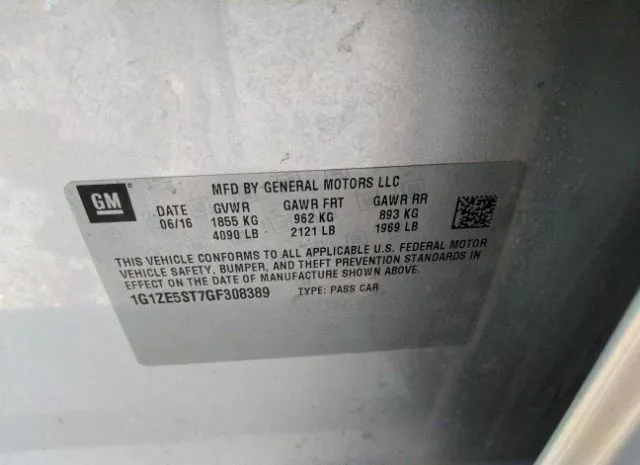 GM
MFD BY GENERAL MOTORS LLC
DATE GVWR GAWR FRT GAWR RR
06/16 1855 KG 962 KG 893 KG
4090 LB 2121 LB 1969 LB
THIS VEHICLE CONFORMS TO ALL APPLICABLE U.S. FEDERAL MOTOR
VEHICLE SAFETY, BUMPER, AND THEFT PREVENTION STANDARDS IN
EFFECT ON THE DATE OF MANUFACTURE SHOWN ABOVE.
1G1ZE5ST7GF308389 TYPE: PASS CAR